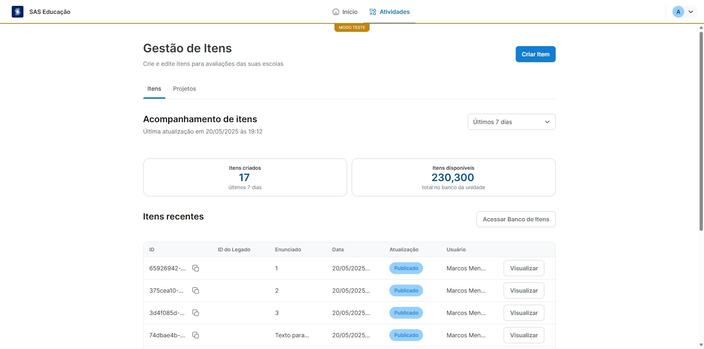 SAS Educação
Início
Atividades
A
MODO TESTE
Gestão de Itens
Crie e edite itens para avaliações das suas escolas
Criar Item
Itens
Projetos
Acompanhamento de itens
Última atualização em 20/05/2025 às 19:12
Últimos 7 dias
Itens criados
17
últimos 7 dias
Itens disponíveis
230,300
total no banco da unidade
Itens recentes
Acessar Banco de Itens
ID ID do Legado Enunciado Data Atualização Usuário
65926942-... 1 20/05/2025... Publicado Marcos Men... Visualizar
375cea10-... 2 20/05/2025... Publicado Marcos Men... Visualizar
3d4f085d-... 3 20/05/2025... Publicado Marcos Men... Visualizar
74dbae4b-... Texto para... 20/05/2025... Publicado Marcos Men... Visualizar